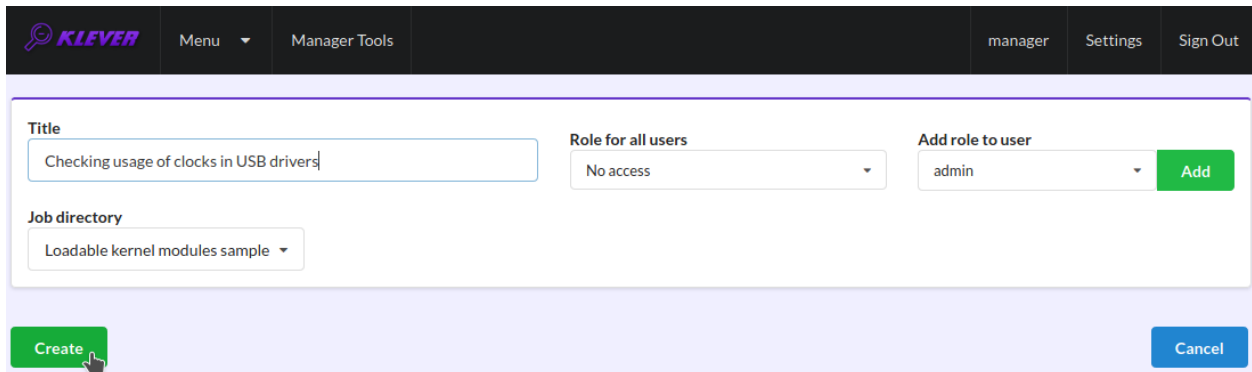 KLEVER Menu Manager Tools manager Settings Sign Out
Title
Checking usage of clocks in USB drivers
Role for all users
No access
Add role to user
admin
Add
Job directory
Loadable kernel modules sample
Create
Cancel